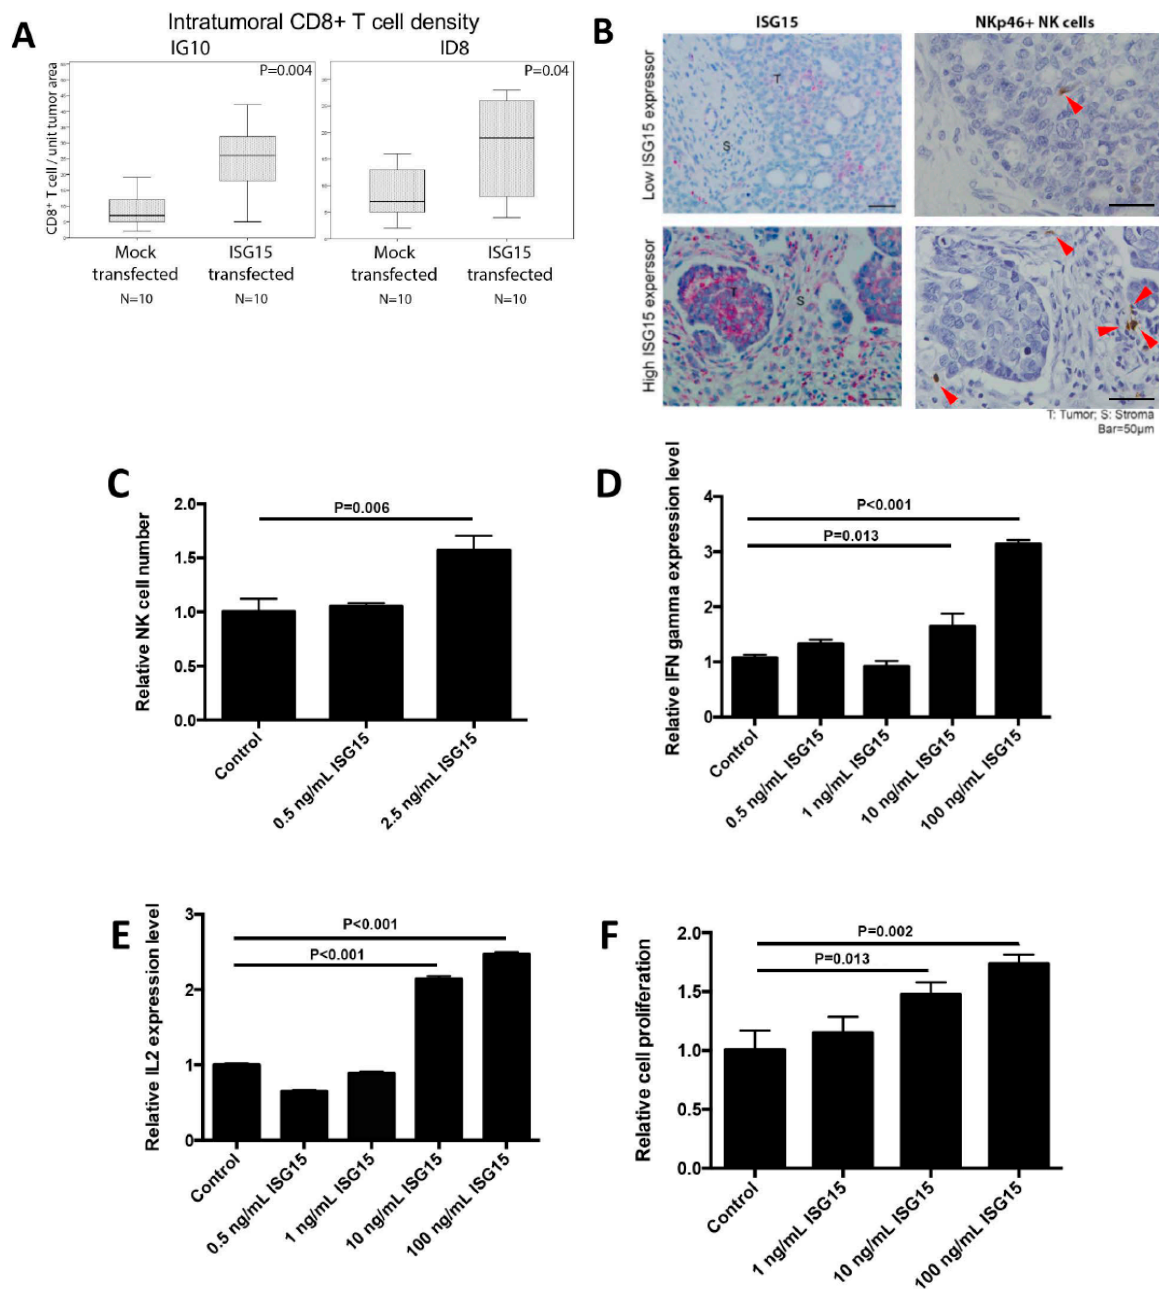 A
Intratumoral CD8+ T cell density
IG10
ID8
P=0.004
P=0.04
CD8+ T cell / unit tumor area
Mock
transfected
N=10
ISG15
transfected
N=10
Mock
transfected
N=10
ISG15
transfected
N=10
B
ISG15
NKp46+ NK cells
Low ISG15 expressor
High ISG15 experssor
T
S
T
S
T: Tumor; S: Stroma
Bar=50µm
C
Relative NK cell number
2.0
1.5
1.0
0.5
0.0
P=0.006
Control
0.5 ng/mL ISG15
2.5 ng/mL ISG15
D
Relative IFN gamma expression level
4
3
2
1
0
P<0.001
P=0.013
Control
0.5 ng/mL ISG15
1 ng/mL ISG15
10 ng/mL ISG15
100 ng/mL ISG15
E
Relative IL2 expression level
3
2
1
0
P<0.001
P<0.001
Control
0.5 ng/mL ISG15
1 ng/mL ISG15
10 ng/mL ISG15
100 ng/mL ISG15
F
Relative cell proliferation
2.0
1.5
1.0
0.5
0.0
P=0.002
P=0.013
Control
1 ng/mL ISG15
10 ng/mL ISG15
100 ng/mL ISG15